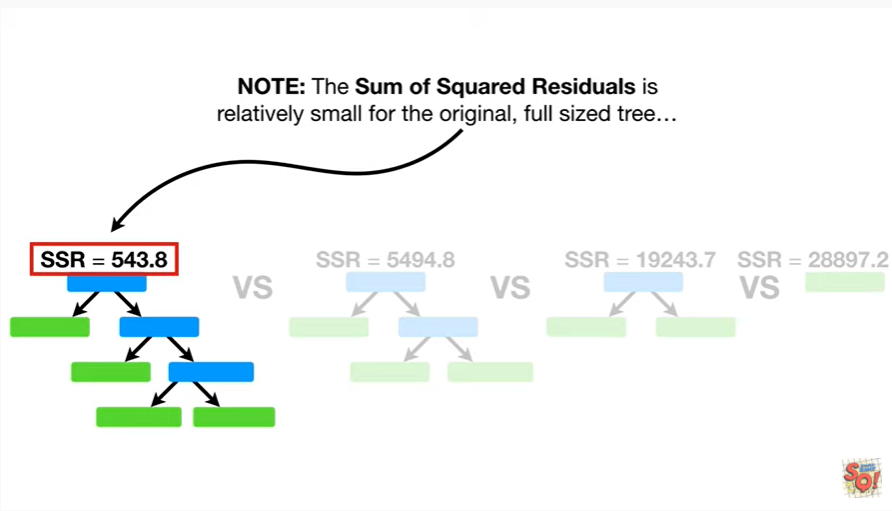 NOTE: The Sum of Squared Residuals is
relatively small for the original, full sized tree…
SSR = 543.8
VS
SSR = 5494.8
VS
SSR = 19243.7
VS
SSR = 28897.2
SQ!